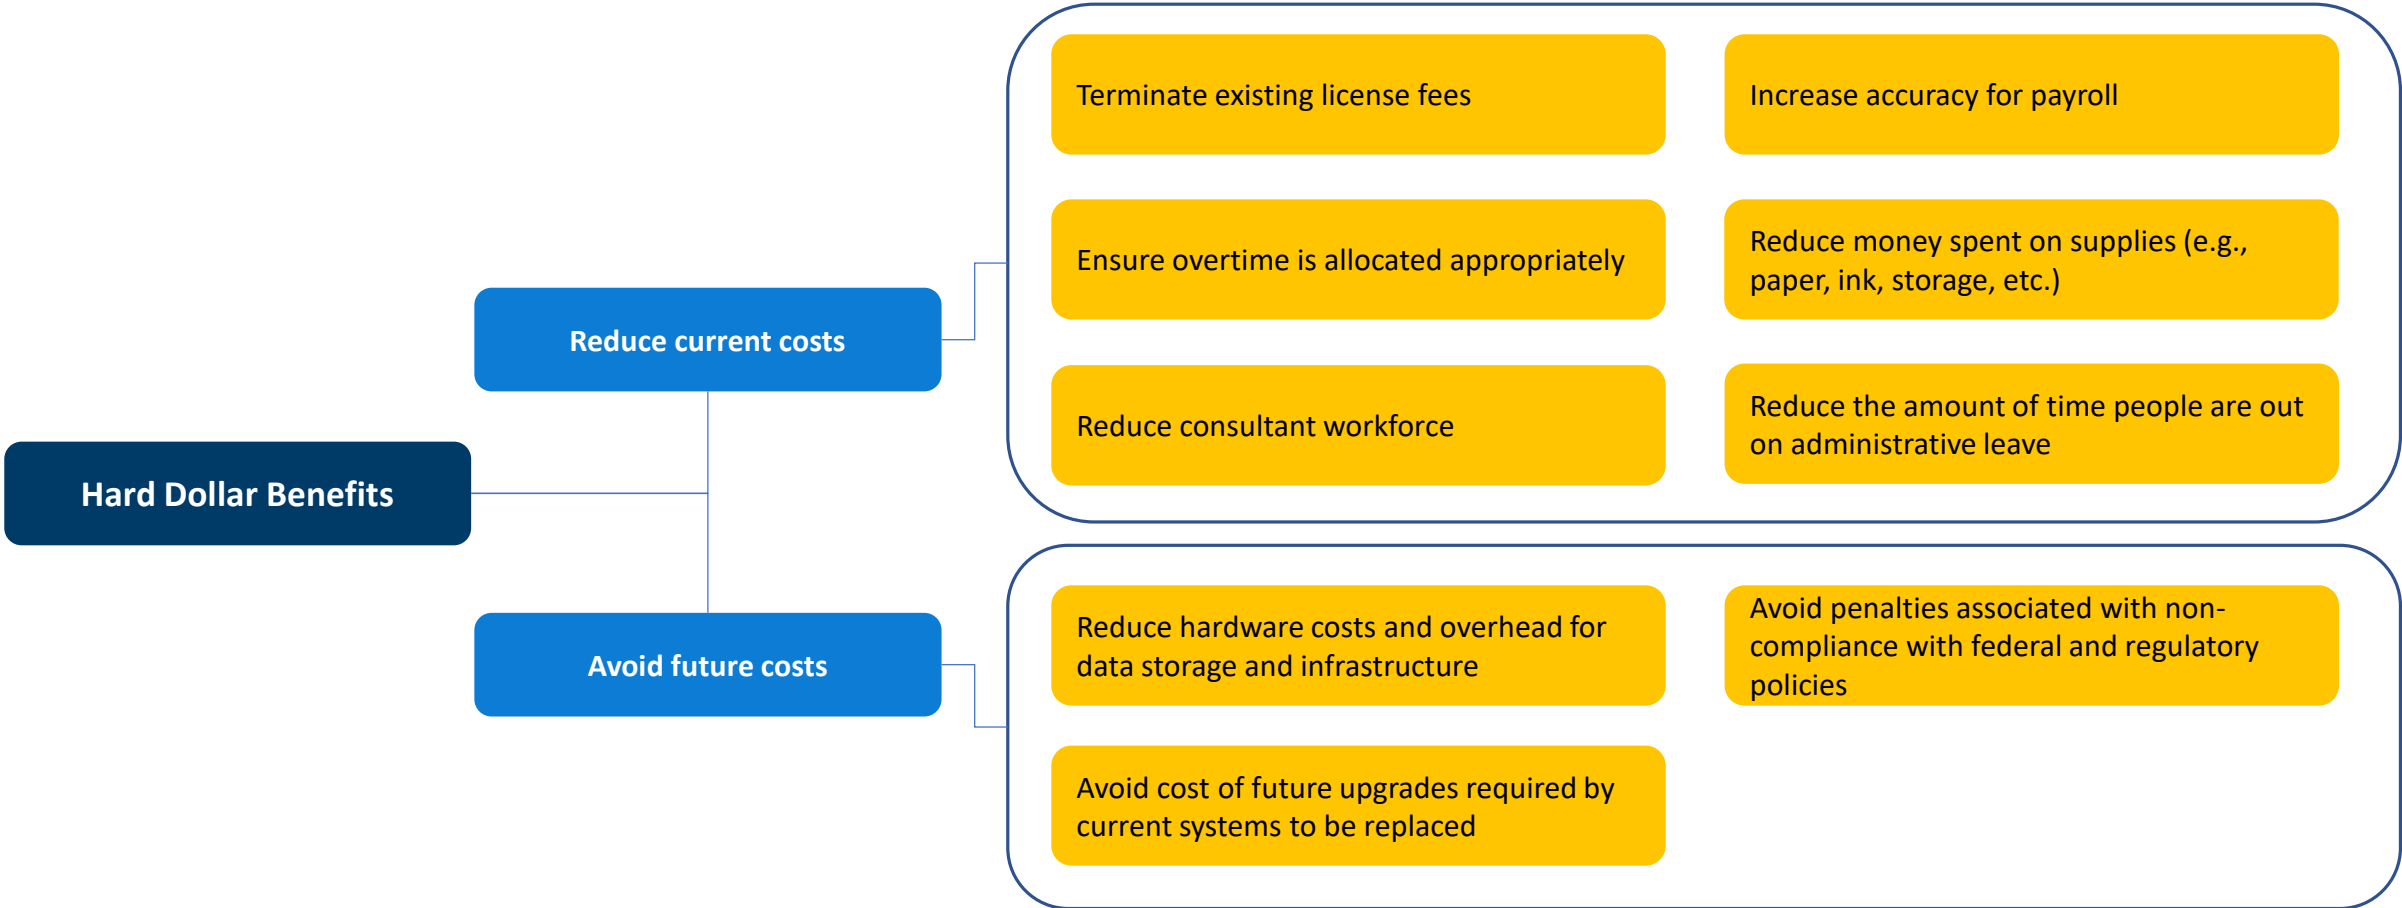 Hard Dollar Benefits
Reduce current costs
Terminate existing license fees
Increase accuracy for payroll
Ensure overtime is allocated appropriately
Reduce money spent on supplies (e.g.,
paper, ink, storage, etc.)
Reduce consultant workforce
Reduce the amount of time people are out
on administrative leave
Avoid future costs
Reduce hardware costs and overhead for
data storage and infrastructure
Avoid penalties associated with non-
compliance with federal and regulatory
policies
Avoid cost of future upgrades required by
current systems to be replaced